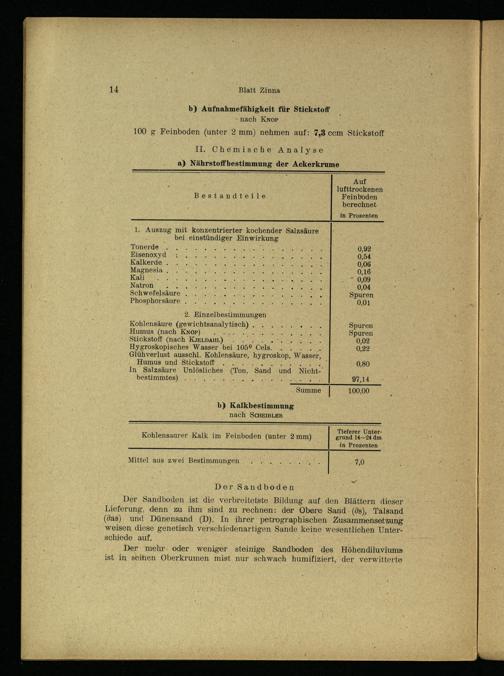 14 Blatt Zinna
b) Aufnahmefähigkeit für Stickstoff
nach KNOP
100 g Feinboden (unter 2 mm) nehmen auf: 7,3 ccm Stickstoff
II. Chemische Analyse
a) Nährstoffbestimmung der Ackerkrume
Bestandteile
Auf
lufttrockenen
Feinboden
berechnet
in Prozenten
1. Auszug mit konzentrierter kochender Salzsäure
bei einstündiger Einwirkung
Tonerde . . . . . . . . . . . . . . . . 0,92
Eisenoxyd . . . . . . . . . . . . . . . 0,54
Kalkerde . . . . . . . . . . . . . . . . 0,06
Magnesia . . . . . . . . . . . . . . . . 0,16
Kali . . . . . . . . . . . . . . . . 0,09
Natron . . . . . . . . . . . . . . . . 0,04
Schwefelsäure . . . . . . . . . . . . . . Spuren
Phosphorsäure . . . . . . . . . . . . . . 0,01
2. Einzelbestimmungen
Kohlensäure (gewichtsanalytisch) . . . . . . . Spuren
Humus (nach KNOP) . . . . . . . . . . Spuren
Stickstoff (nach KJELDAHL) . . . . . . . . . 0,02
Hygroskopisches Wasser bei 105º Cels. . . . . . 0,22
Glühverlust ausschl. Kohlensäure, hygroskop. Wasser,
Humus und Stickstoff . . . . . . . . . . 0,80
In Salzsäure Unlösliches (Ton, Sand und Nicht-
bestimmtes) . . . . . . . . . . . . . . 97,14
Summe 100,00
b) Kalkbestimmung
nach SCHEIBLER
Kohlensaurer Kalk im Feinboden (unter 2 mm)
Tieferer Unter-
grund 14—24 dm
in Prozenten
Mittel aus zwei Bestimmungen . . . . . . . 7,0
Der Sandboden
Der Sandboden ist die verbreitetste Bildung auf den Blättern dieser
Lieferung, denn zu ihm sind zu rechnen: der Obere Sand (∂s), Talsand
(∂as) und Dünensand (D). In ihrer petrographischen Zusammensetzung
weisen diese genetisch verschiedenartigen Sande keine wesentlichen Unter-
schiede auf.
Der mehr oder weniger steinige Sandboden des Höhendiluviums
ist in seinen Oberkrumen mist nur schwach humifiziert, der verwitterte